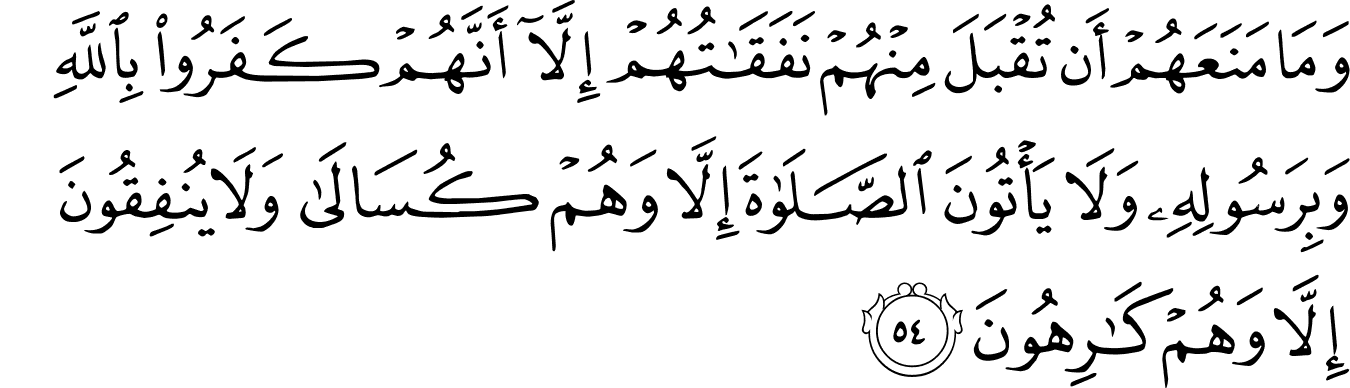 وَمَا مَنَعَهُمْ أَن تُقْبَلَ مِنْهُمْ نَفَقَـٰتُهُمْ إِلَّآ أَنَّهُمْ كَفَرُوا۟ بِٱللَّهِ
وَبِرَسُولِهِۦ وَلَا يَأْتُونَ ٱلصَّلَوٰةَ إِلَّا وَهُمْ كُسَالَىٰ وَلَا يُنفِقُونَ
إِلَّا وَهُمْ كَـٰرِهُونَ ٥٤